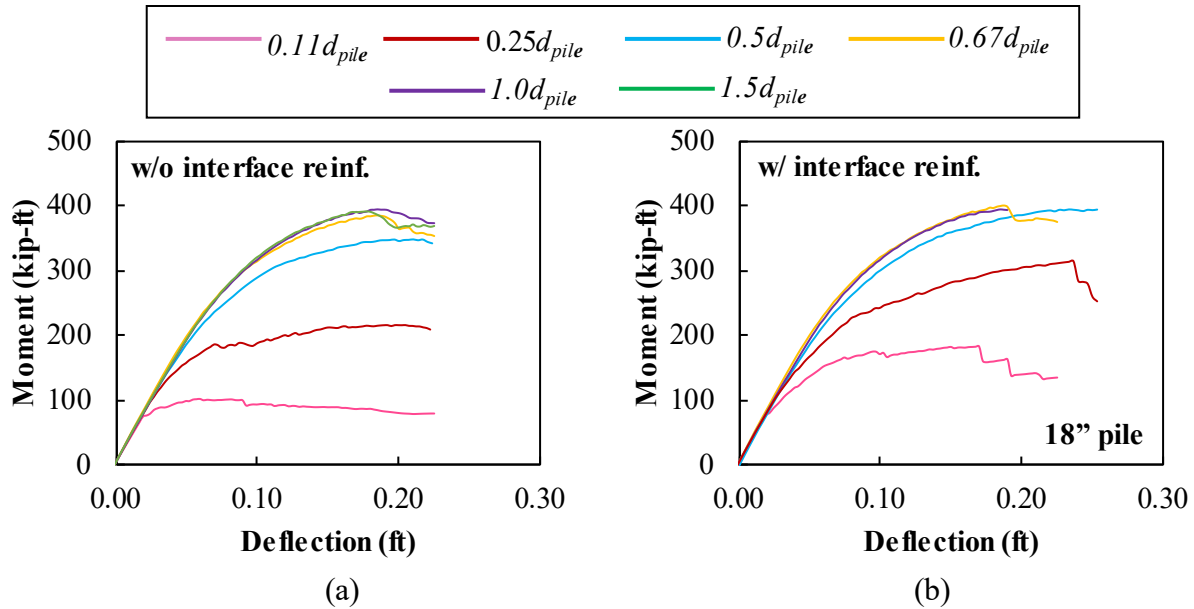 0.11dpile 0.25dpile 0.5dpile 0.67dpile
1.0dpile 1.5dpile
w/o interface reinf.
500
400
300
200
100
0
0.00 0.10 0.20 0.30
Moment (kip-ft)
Deflection (ft)
(a)
w/ interface reinf.
18” pile
500
400
300
200
100
0
0.00 0.10 0.20 0.30
Moment (kip-ft)
Deflection (ft)
(b)